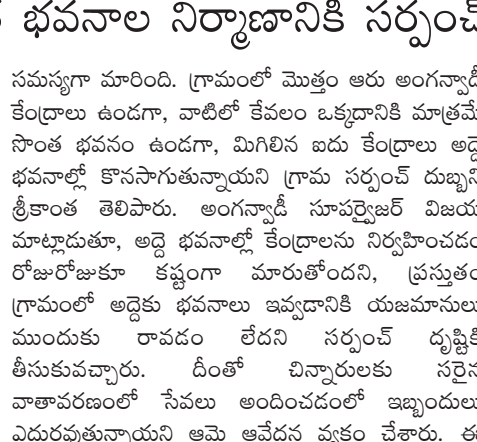 భవనాల నిర్మాణానికి సర్పంచ్
సమస్యగా మారింది. గ్రామంలో మొత్తం ఆరు అంగన్వాడీ
కేంద్రాలు ఉండగా, వాటిలో కేవలం ఒక్కదానికి మాత్రమే
సొంత భవనం ఉండగా, మిగిలిన ఐదు కేంద్రాలు అద్దె
భవనాల్లో కొనసాగుతున్నాయని గ్రామ సర్పంచ్ దుబ్బని
శ్రీకాంత తెలిపారు. అంగన్వాడీ సూపర్వైజర్ విజయ
మాట్లాడుతూ, అద్దె భవనాల్లో కేంద్రాలను నిర్వహించడం
రోజురోజుకూ కష్టంగా మారుతోందని, ప్రస్తుతం
గ్రామంలో అద్దెకు భవనాలు ఇవ్వడానికి యజమానులు
ముందుకు రావడం లేదని సర్పంచ్ దృష్టికి
తీసుకువచ్చారు. దీంతో చిన్నారులకు సరైన
వాతావరణంలో సేవలు అందించడంలో ఇబ్బందులు
ఎదురవుతున్నాయని ఆమె ఆవేదన వ్యక్తం చేశారు. ఈ